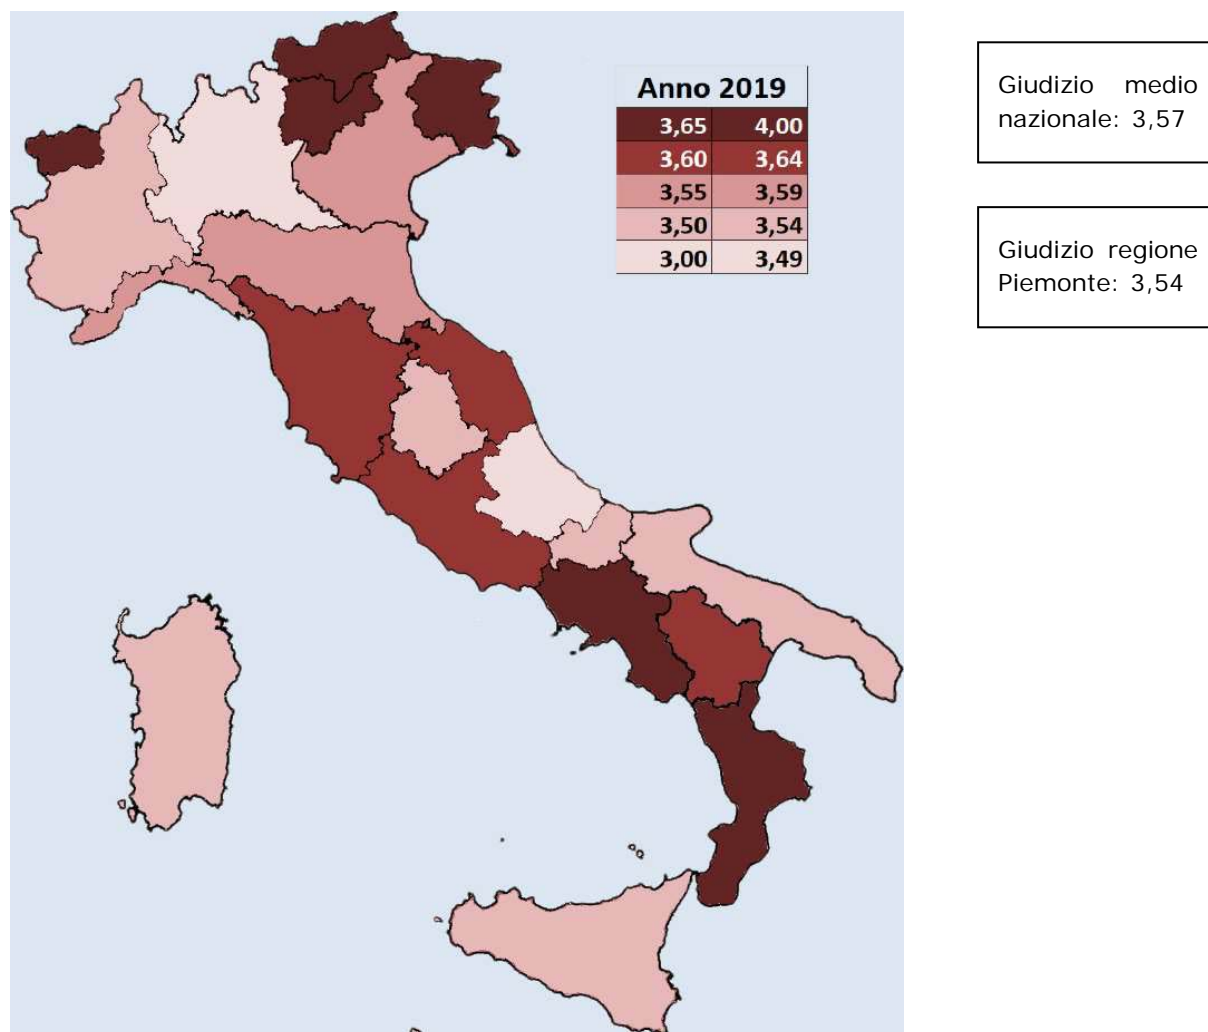 Anno 2019
3,65 4,00
3,60 3,64
3,55 3,59
3,50 3,54
3,00 3,49
Giudizio medio
nazionale: 3,57
Giudizio regione
Piemonte: 3,54